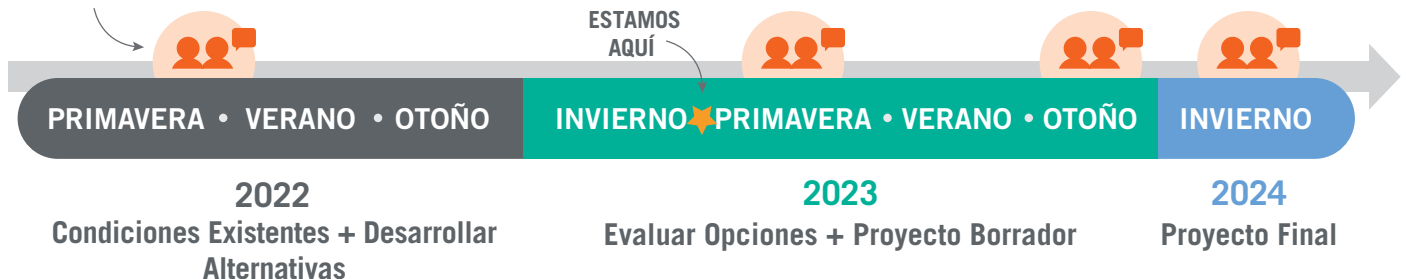 ESTAMOS
AQUÍ
PRIMAVERA • VERANO • OTOÑO
INVIERNO PRIMAVERA • VERANO • OTOÑO
INVIERNO
2022
Condiciones Existentes + Desarrollar
Alternativas
2023
Evaluar Opciones + Proyecto Borrador
2024
Proyecto Final